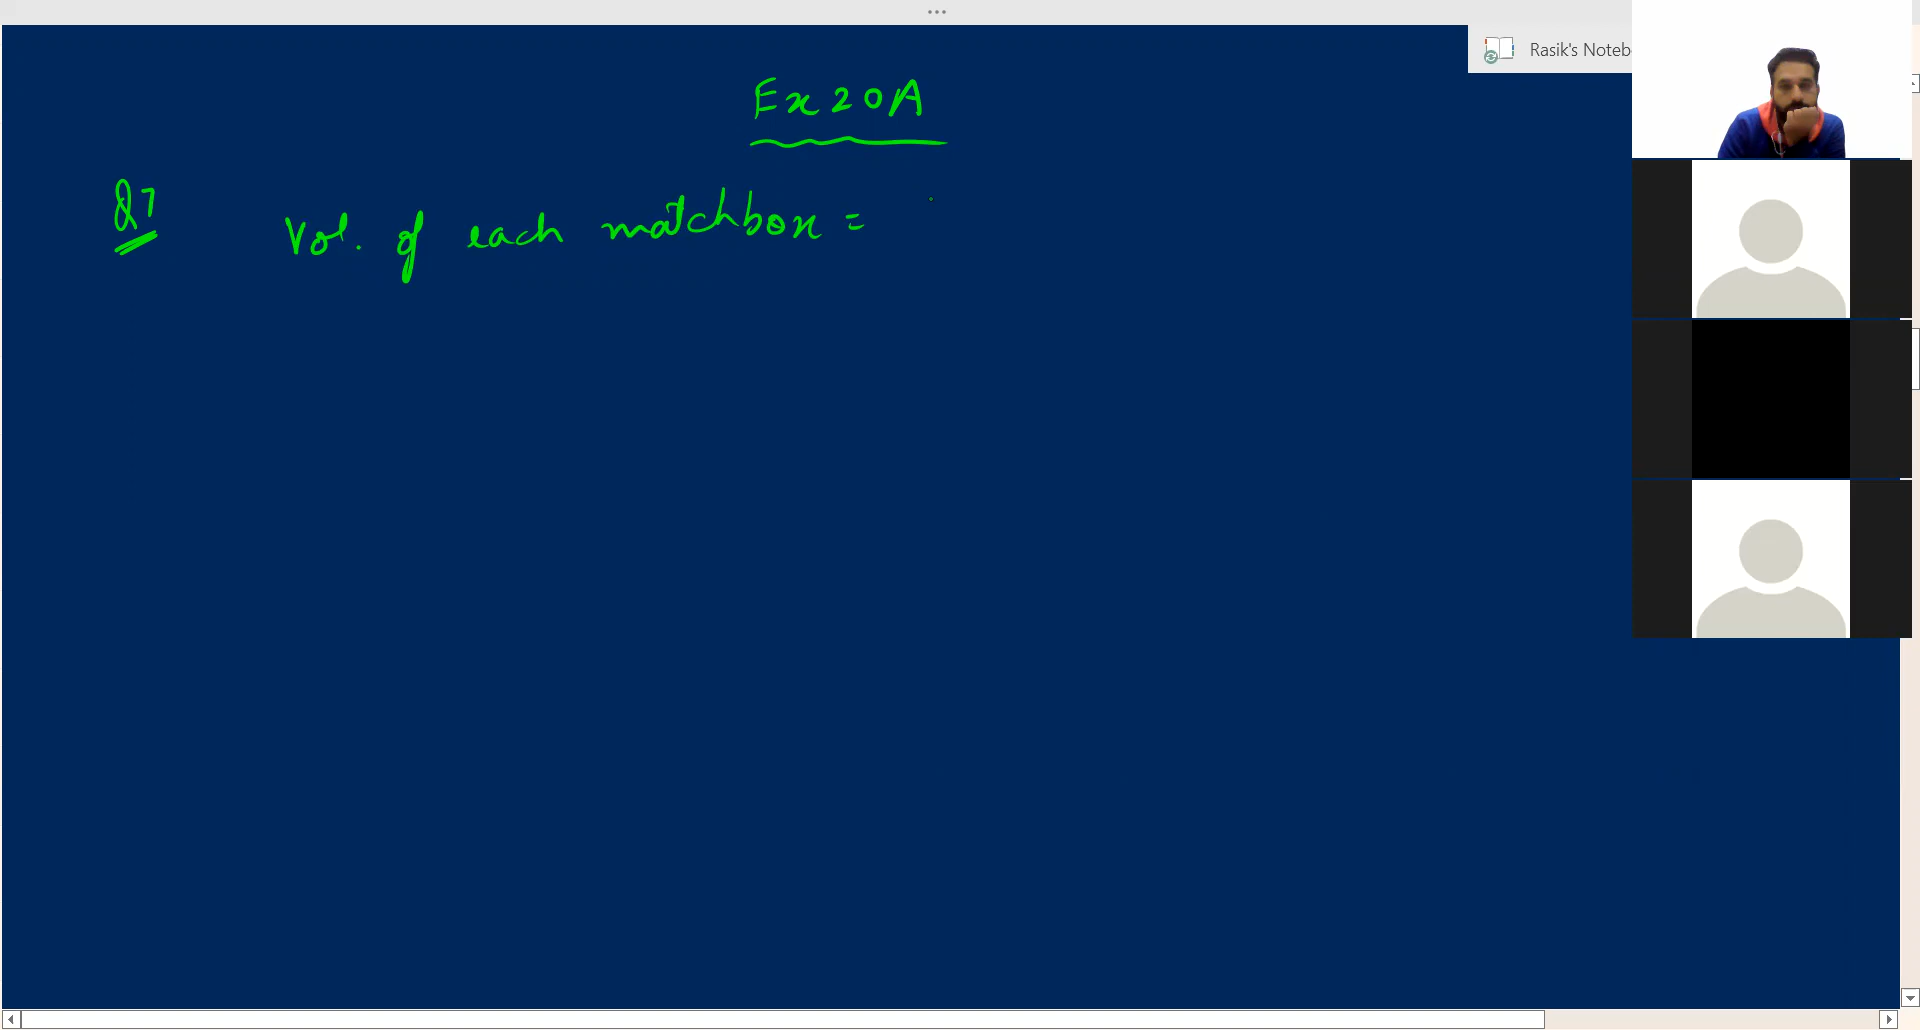 Rasik's Noteb
Ex 20A
Q7 Vol. of each matchbox =